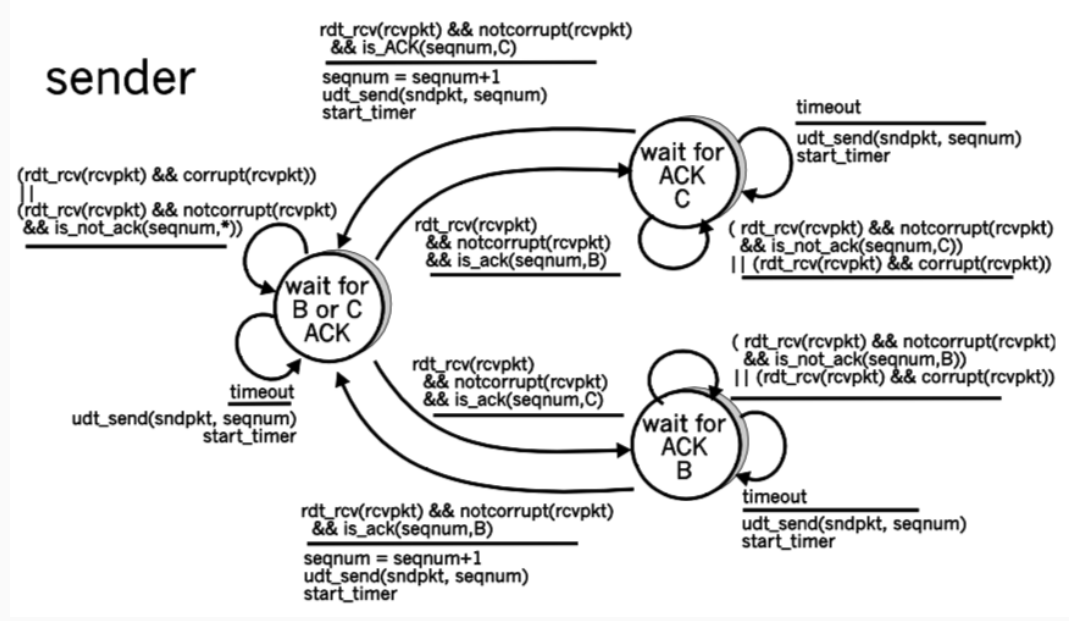 sender
rdt_rcv(rcvpkt) && notcorrupt(rcvpkt)
&& is_ACK(seqnum,C)
seqnum = seqnum+1
udt_send(sndpkt, seqnum)
start_timer
timeout
udt_send(sndpkt, seqnum)
start_timer
wait for
ACK
C
(rdt_rcv(rcvpkt) && corrupt(rcvpkt))
||
(rdt_rcv(rcvpkt) && notcorrupt(rcvpkt)
&& is_not_ack(seqnum,*))
rdt_rcv(rcvpkt)
&& notcorrupt(rcvpkt)
&& is_ack(seqnum,B)
( rdt_rcv(rcvpkt) && notcorrupt(rcvpkt)
&& is_not_ack(seqnum,C))
|| (rdt_rcv(rcvpkt) && corrupt(rcvpkt))
wait for
B or C
ACK
timeout
udt_send(sndpkt, seqnum)
start_timer
rdt_rcv(rcvpkt)
&& notcorrupt(rcvpkt)
&& is_ack(seqnum,C)
( rdt_rcv(rcvpkt) && notcorrupt(rcvpkt)
&& is_not_ack(seqnum,B))
|| (rdt_rcv(rcvpkt) && corrupt(rcvpkt))
wait for
ACK
B
timeout
udt_send(sndpkt, seqnum)
start_timer
rdt_rcv(rcvpkt) && notcorrupt(rcvpkt)
&& is_ack(seqnum,B)
seqnum = seqnum+1
udt_send(sndpkt, seqnum)
start_timer